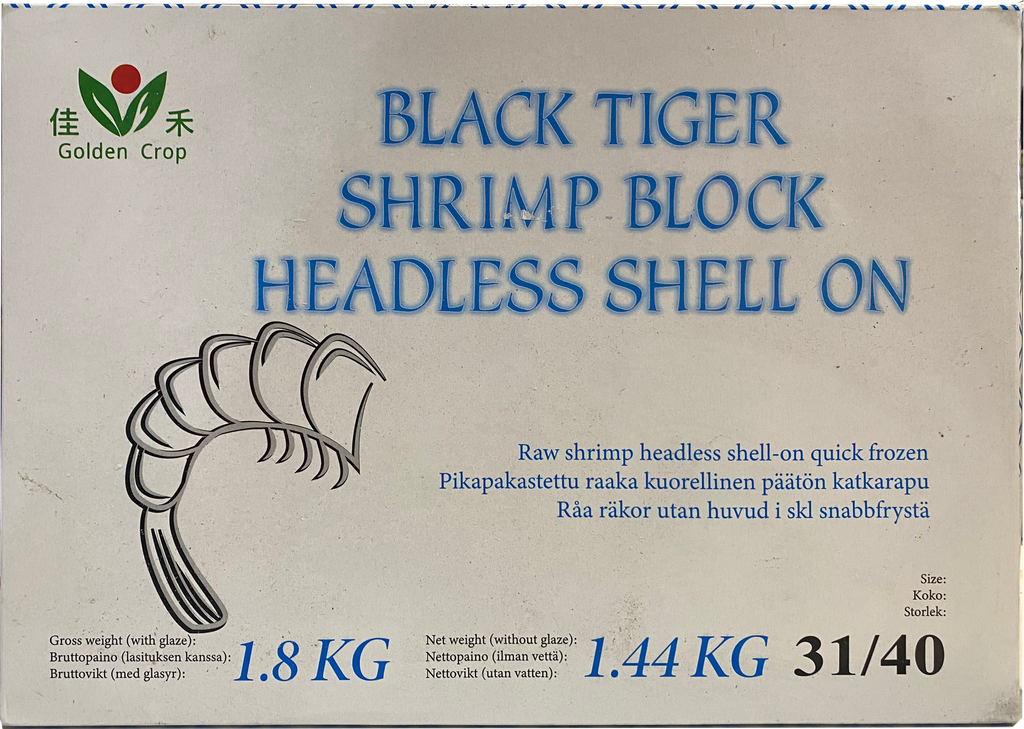 佳禾
Golden Crop
BLACK TIGER
SHRIMP BLOCK
HEADLESS SHELL ON
Raw shrimp headless shell-on quick frozen
Pikapakastettu raaka kuorellinen päätön katkarapu
Råa räkor utan huvud i skl snabbfrystä
Size:
Koko:
Storlek:
31/40
Gross weight (with glaze):
Bruttopaino (lasituksen kanssa):
Bruttovikt (med glasyr):
1.8 KG
Net weight (without glaze):
Nettopaino (ilman vettä):
Nettovikt (utan vatten):
1.44 KG